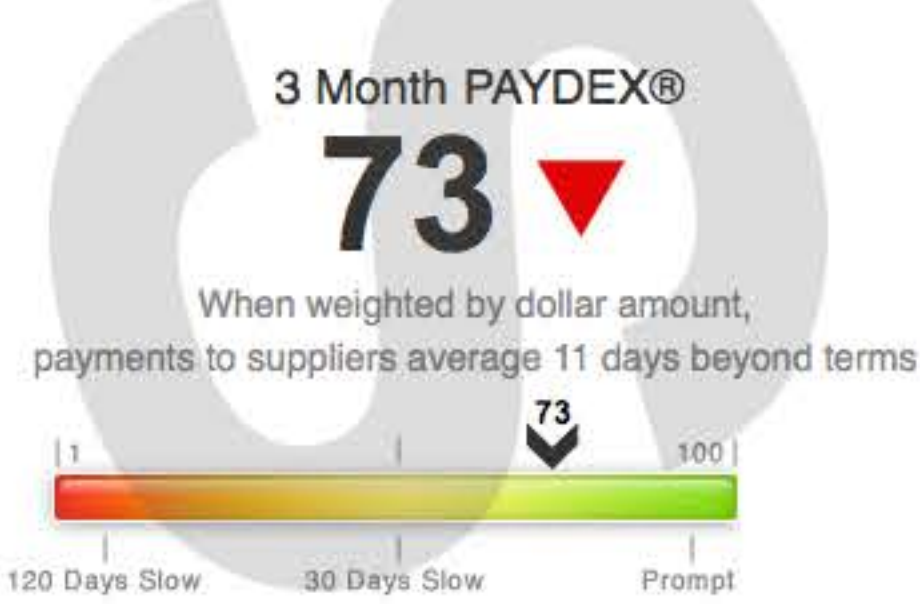 3 Month PAYDEX®
73
When weighted by dollar amount,
payments to suppliers average 11 days beyond terms
73
1 100
120 Days Slow 30 Days Slow Prompt